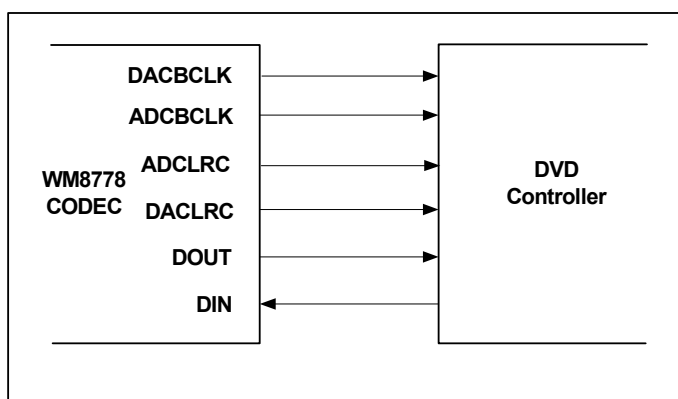 DACBCLK
ADCBCLK
ADCLRC
WM8778
CODEC
DACLRC
DOUT
DIN
DVD
Controller